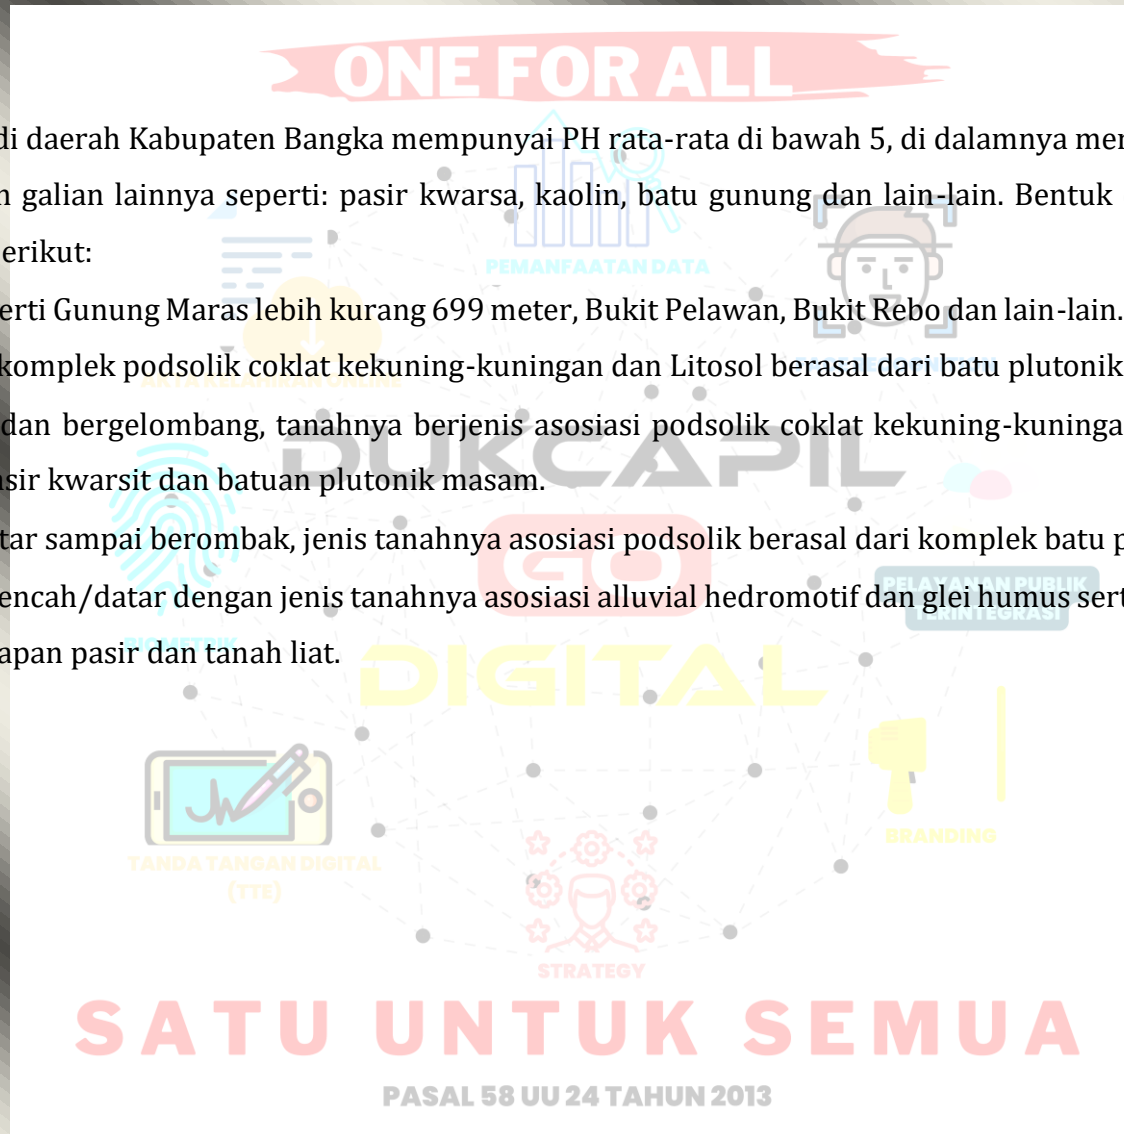 ONE FOR ALL
di daerah Kabupaten Bangka mempunyai PH rata-rata di bawah 5, di dalamnya
galian lainnya seperti: pasir kwarsa, kaolin, batu gunung dan lain-lain. Bentuk
erikut:
PEMANFAATAN DATA
erti Gunung Maras lebih kurang 699 meter, Bukit Pelawan, Bukit Rebo dan lain-lain.
komplek podsolik coklat kekuning-kuningan dan Litosol berasal dari batu plutonik
AKTA KELAHIRAN ONLINE
dan bergelombang, tanahnya berjenis asosiasi podsolik coklat kekuning-kuninga
DUKCAPIL
sir kwarsit dan batuan plutonik masam.
tar sampai berombak, jenis tanahnya asosiasi podsolik berasal dari komplek batu p
GO
PELAYANAN PUBLIK
TERINTEGRASI
encah/datar dengan jenis tanahnya asosiasi alluvial hedromotif dan glei humus sert
BIOMETRIK
apan pasir dan tanah liat.
DIGITAL
BRANDING
TANDA TANGAN DIGITAL
(TTE)
STRATEGY
SATU UNTUK SEMUA
PASAL 58 UU 24 TAHUN 2013